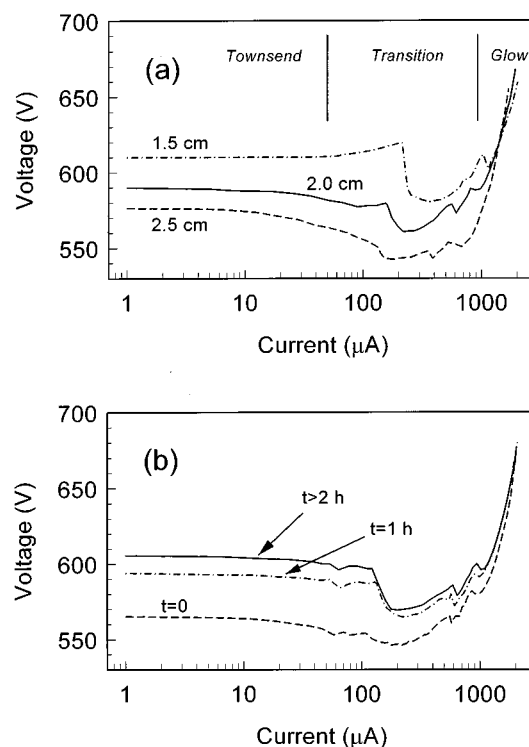 700
(a)
Townsend
Transition
Glow
650
1.5 cm
600
2.0 cm
2.5 cm
550
Voltage (V)
1 10 100 1000
Current (μA)
700
(b)
650
t>2 h
t=1 h
600
t=0
550
Voltage (V)
1 10 100 1000
Current (μA)